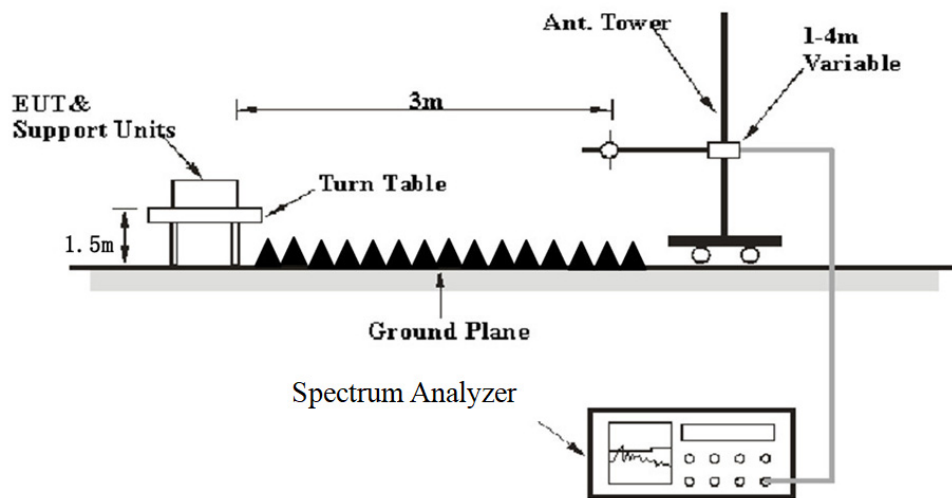 Ant. Tower
1-4m
Variable
3m
EUT&
Support Units
Turn Table
1.5m
Ground Plane
Spectrum Analyzer